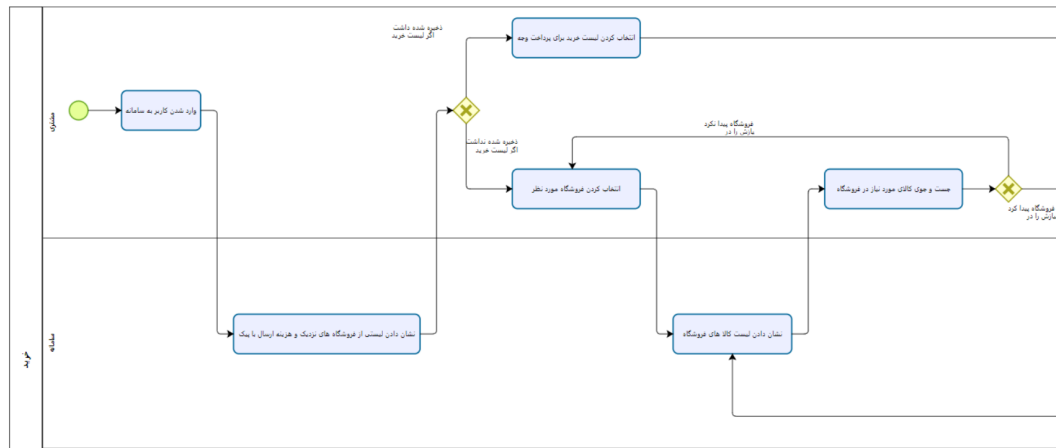 خرید
مشتری
سامانه
وارد شدن کاربر به سامانه
نشان دادن لیستی از فروشگاه های نزدیک و هزینه ارسال با پیک
ذخیره شده داشت
اگر لیست خرید
انتخاب کردن لیست خرید برای پرداخت وجه
ذخیره شده نداشت
اگر لیست خرید
انتخاب کردن فروشگاه مورد نظر
نشان دادن لیست کالا های فروشگاه
جست و جوی کالای مورد نیاز در فروشگاه
فروشگاه پیدا نکرد
نیازش را در
فروشگاه پیدا کرد
نیازش را در